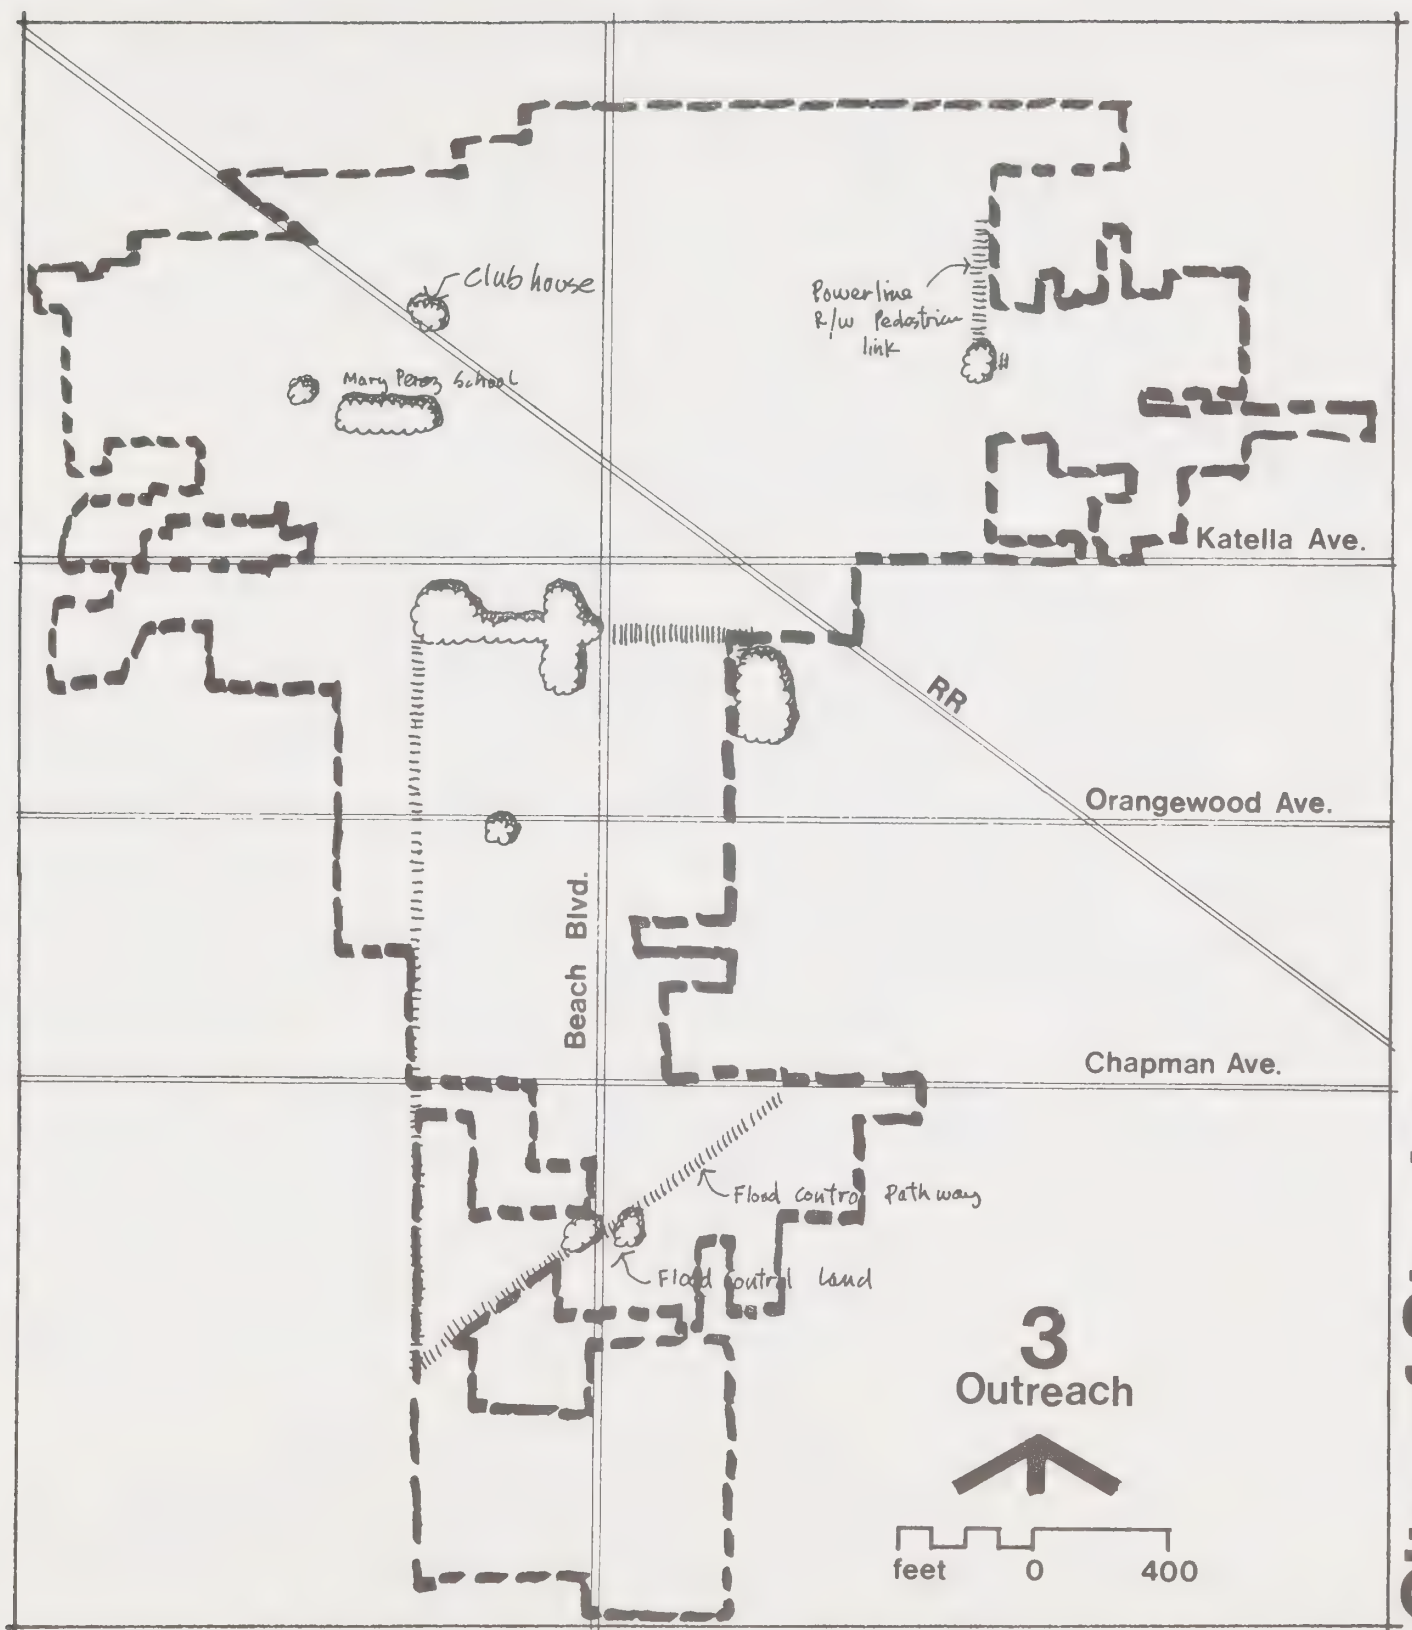 Club house
Powerline
R/W Pedestrian
link
Mary Perez School
Katella Ave.
RR
Orangewood Ave.
Beach Blvd.
Chapman Ave.
Flood control Pathway
Flood control Land
3
Outreach
feet 0 400